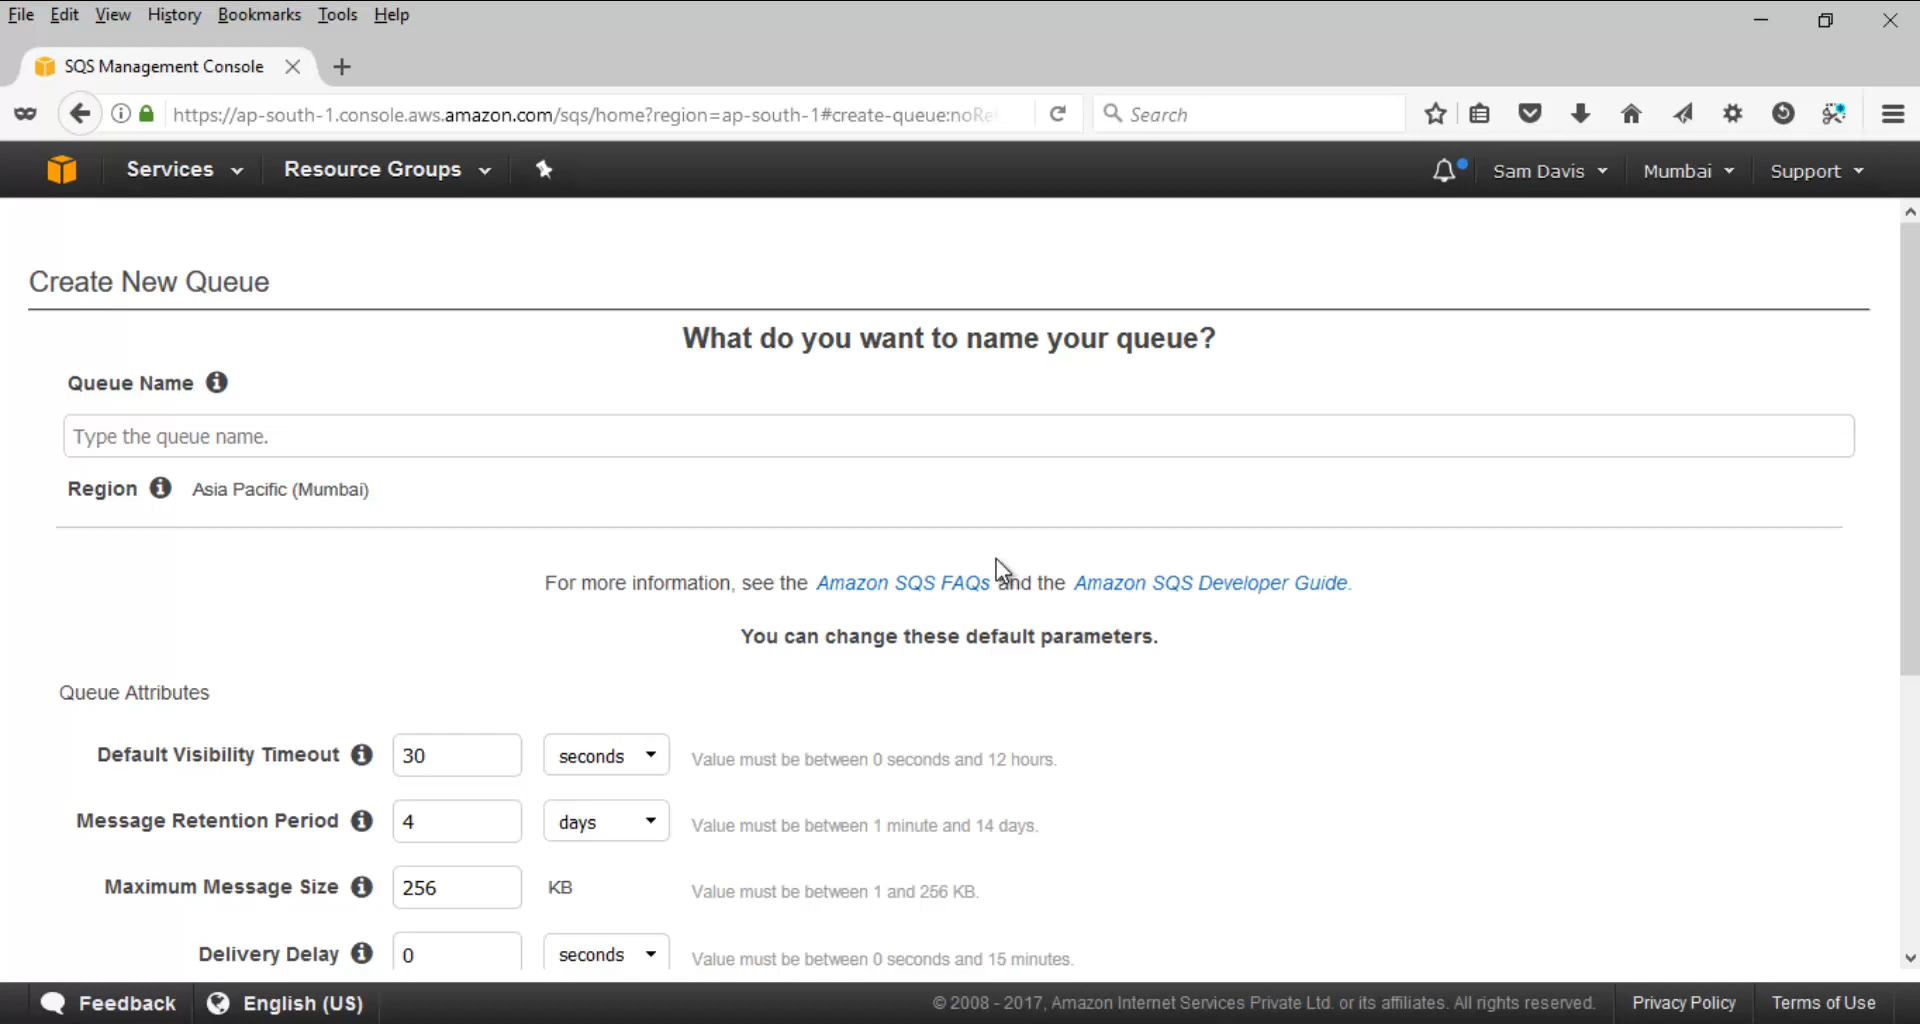 File Edit View History Bookmarks Tools Help
SQS Management Console
https://ap-south-1.console.aws.amazon.com/sqs/home?region=ap-south-1#create-queue:noRe
Search
Services Resource Groups Sam Davis Mumbai Support
Create New Queue
What do you want to name your queue?
Queue Name
Type the queue name.
Region Asia Pacific (Mumbai)
For more information, see the Amazon SQS FAQs and the Amazon SQS Developer Guide.
You can change these default parameters.
Queue Attributes
Default Visibility Timeout 30 seconds Value must be between 0 seconds and 12 hours.
Message Retention Period 4 days Value must be between 1 minute and 14 days.
Maximum Message Size 256 KB Value must be between 1 and 256 KB.
Delivery Delay 0 seconds Value must be between 0 seconds and 15 minutes.
Feedback English (US) © 2008 - 2017, Amazon Internet Services Private Ltd. or its affiliates. All rights reserved. Privacy Policy Terms of Use